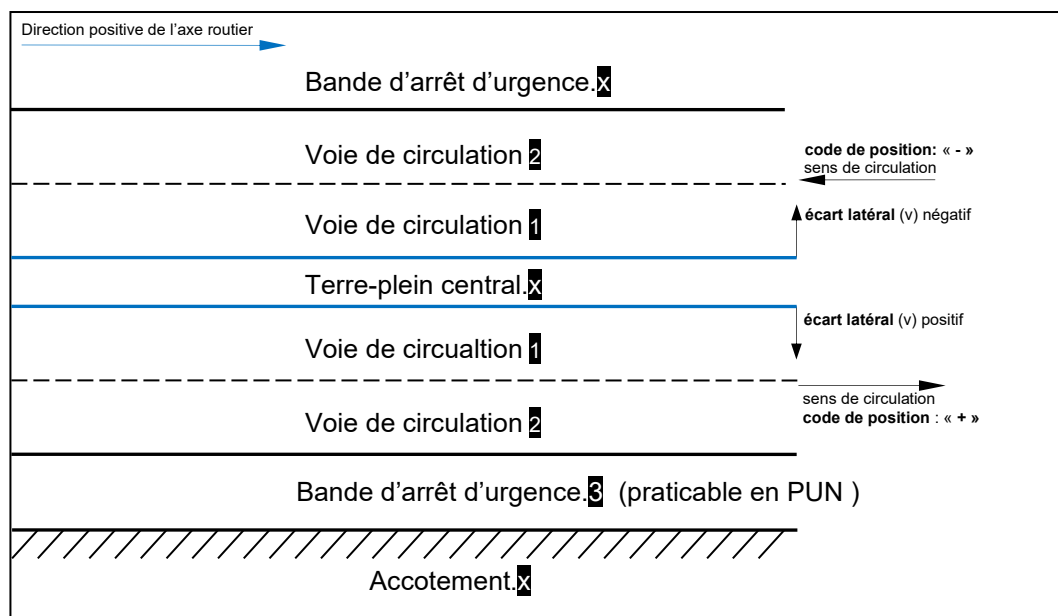 Direction positive de l’axe routier
Bande d’arrêt d’urgence.x
Voie de circulation 2
code de position: « - »
sens de circulation
Voie de circulation 1
écart latéral (v) négatif
Terre-plein central.x
écart latéral (v) positif
Voie de circualtion 1
sens de circulation
code de position : « + »
Voie de circulation 2
Bande d’arrêt d’urgence.3 (praticable en PUN )
Accotement.x